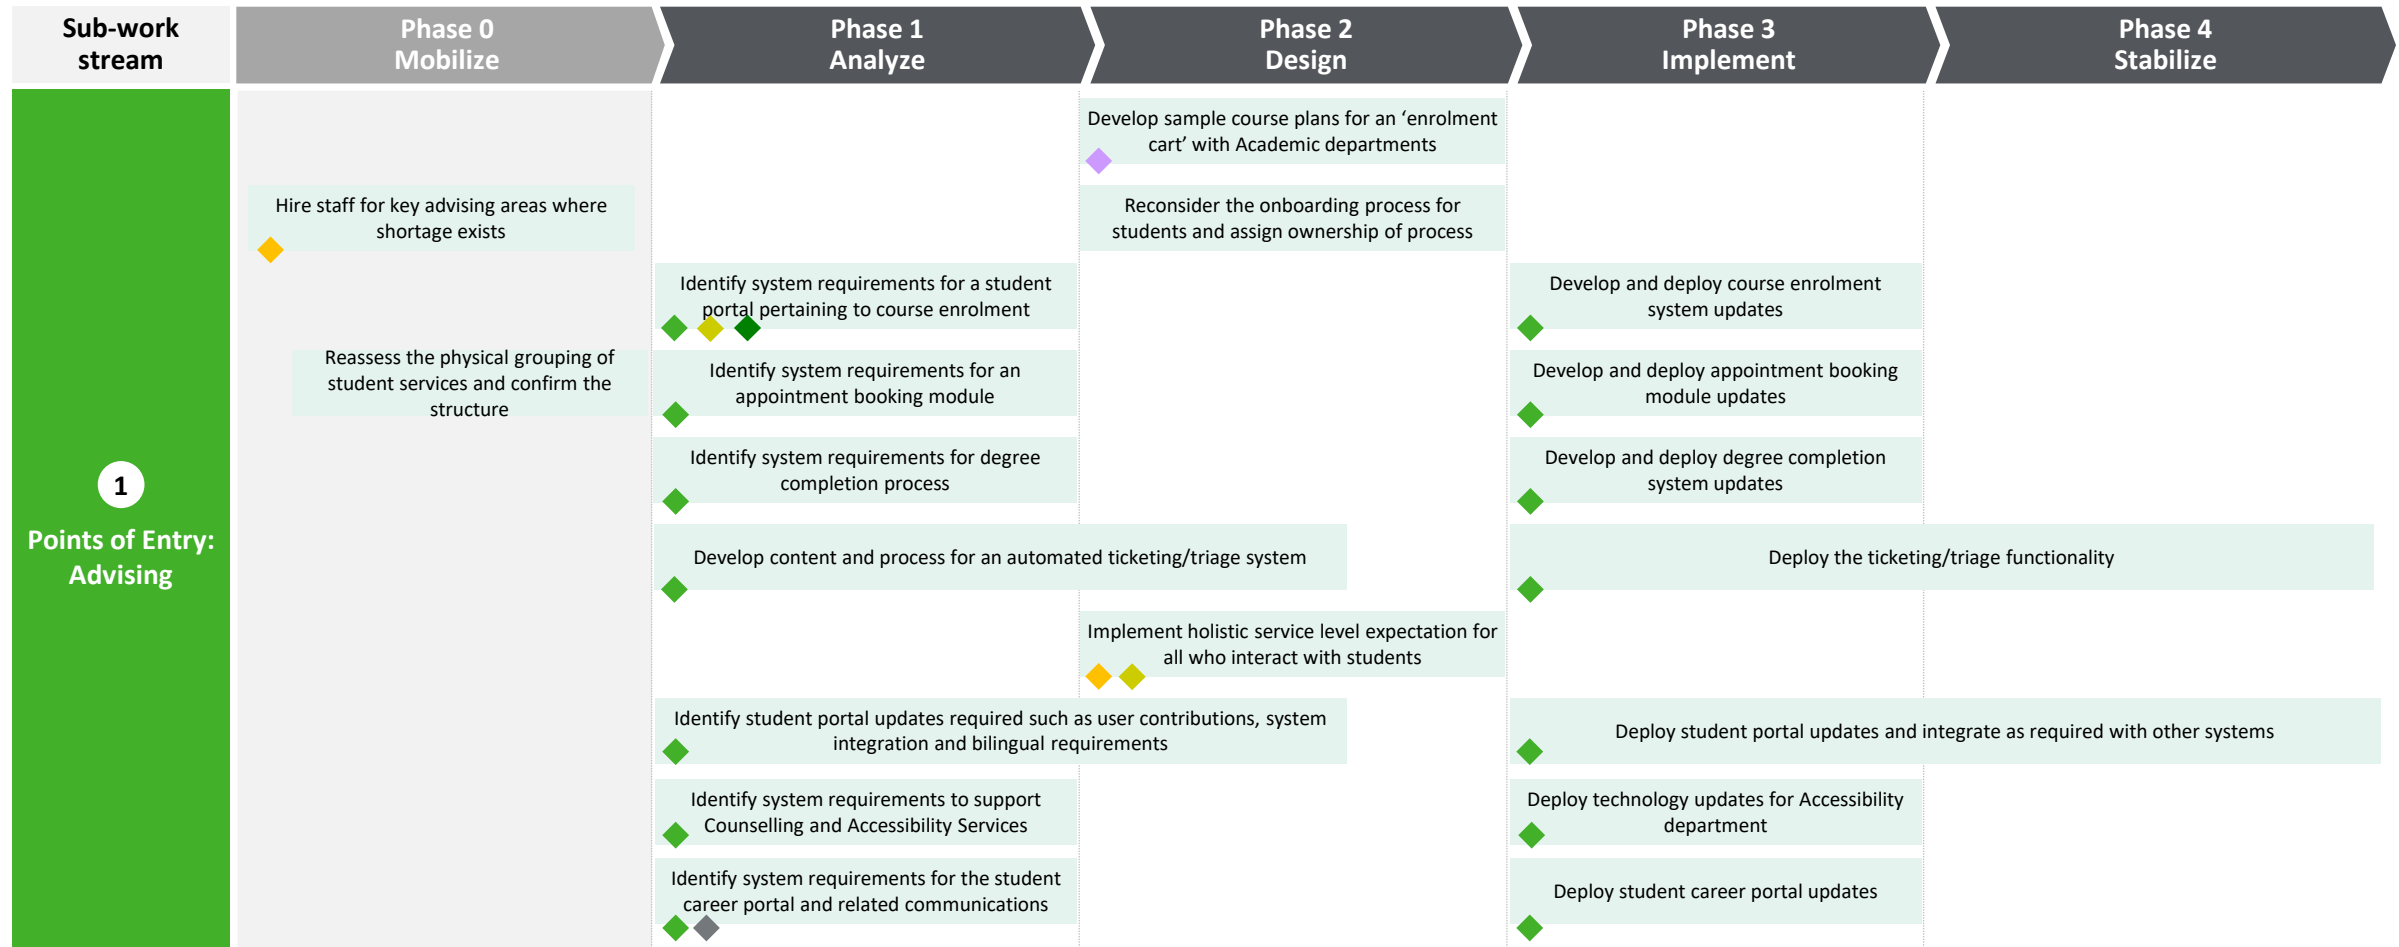 Sub-work
stream
Phase 0
Mobilize
Phase 1
Analyze
Phase 2
Design
Phase 3
Implement
Phase 4
Stabilize
1
Points of Entry:
Advising
Develop sample course plans for an ‘enrolment
cart’ with Academic departments
Hire staff for key advising areas where
shortage exists
Reconsider the onboarding process for
students and assign ownership of process
Identify system requirements for a student
portal pertaining to course enrolment
Develop and deploy course enrolment
system updates
Reassess the physical grouping of
student services and confirm the
structure
Identify system requirements for an
appointment booking module
Develop and deploy appointment booking
module updates
Identify system requirements for degree
completion process
Develop and deploy degree completion
system updates
Develop content and process for an automated ticketing/triage system
Deploy the ticketing/triage functionality
Implement holistic service level expectation for
all who interact with students
Identify student portal updates required such as user contributions, system
integration and bilingual requirements
Deploy student portal updates and integrate as required with other systems
Identify system requirements to support
Counselling and Accessibility Services
Deploy technology updates for Accessibility
department
Identify system requirements for the student
career portal and related communications
Deploy student career portal updates